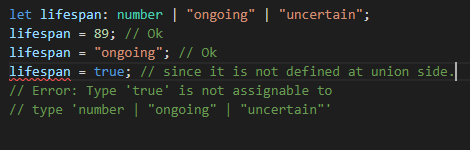 let lifespan: number | "ongoing" | "uncertain";
lifespan = 89; // Ok
lifespan = "ongoing"; // Ok
lifespan = true; // since it is not defined at union side.
// Error: Type 'true' is not assignable to
// type 'number | "ongoing" | "uncertain"'